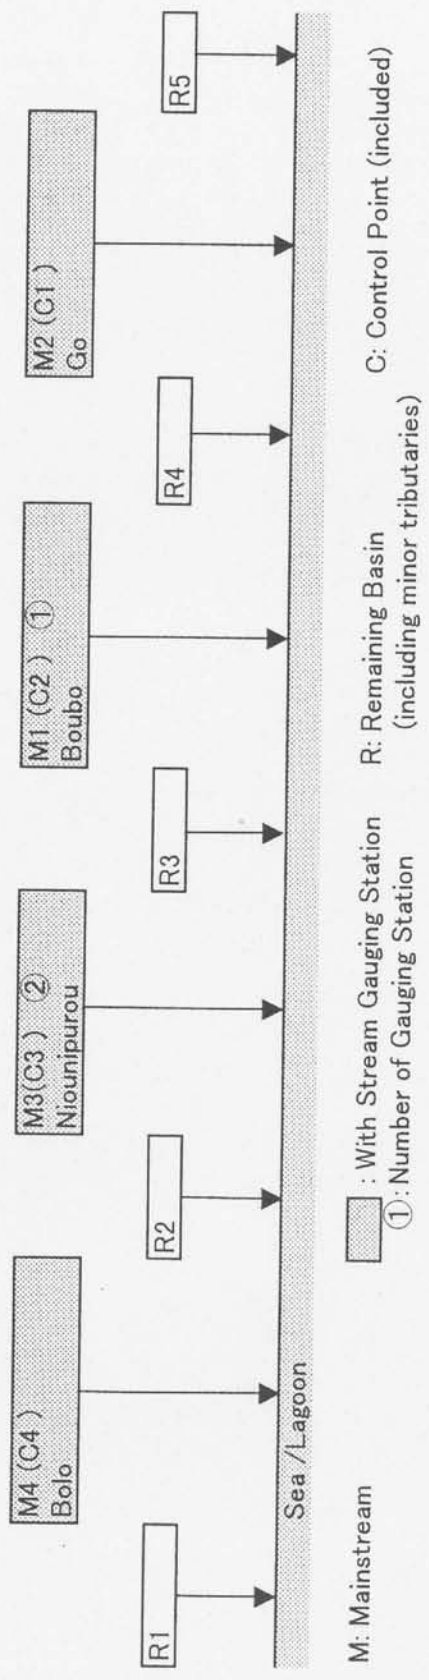 R1
M4 (C4 )
Bolo
R2
M3(C3 ) ②
Niounipurou
R3
M1 (C2 ) ①
Boubo
R4
M2 (C1 )
Go
R5
Sea /Lagoon
M: Mainstream
: With Stream Gauging Station
①: Number of Gauging Station
R: Remaining Basin
(including minor tributaries)
C: Control Point (included)